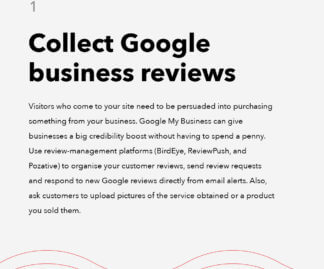 1
Collect Google
business reviews
Visitors who come to your site need to be persuaded into purchasing
something from your business. Google My Business can give
businesses a big credibility boost without having to spend a penny.
Use review-management platforms (BirdEye, ReviewPush, and
Pozative) to organise your customer reviews, send review requests
and respond to new Google reviews directly from email alerts. Also,
ask customers to upload pictures of the service obtained or a product
you sold them.